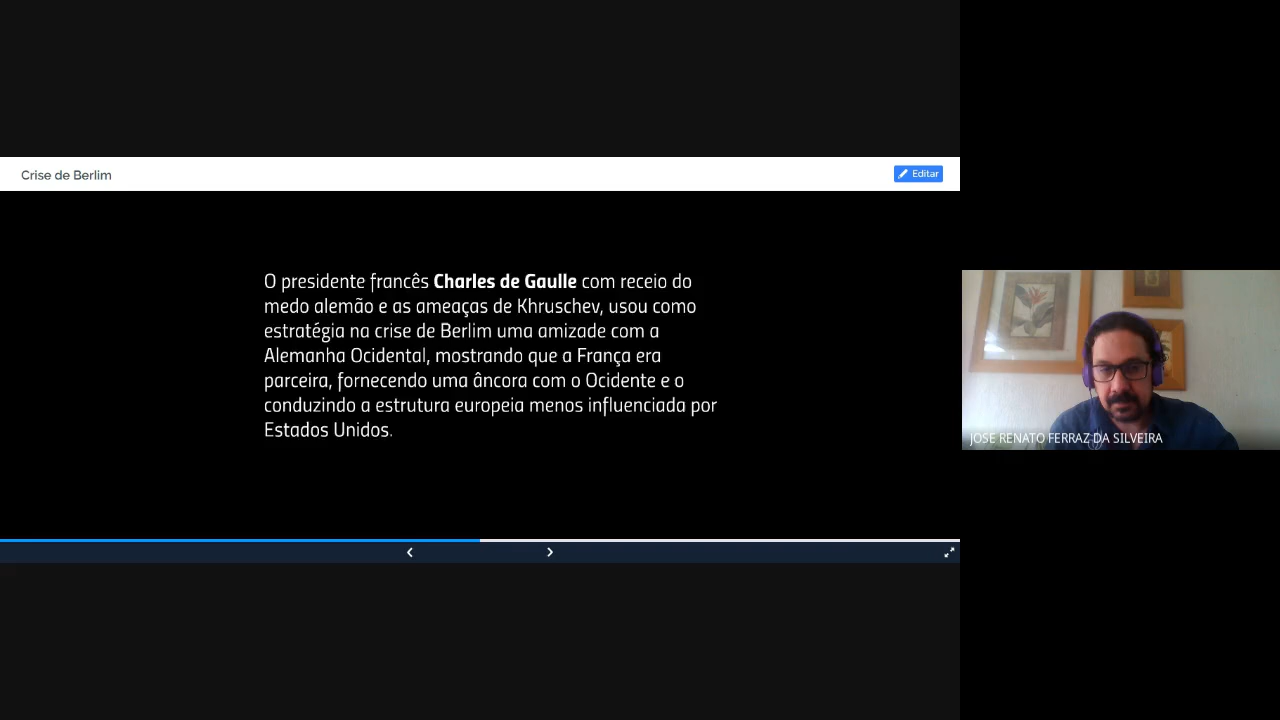 Crise de Berlim
Editar
O presidente francês Charles de Gaulle com receio do
medo alemão e as ameaças de Khruschev, usou como
estratégia na crise de Berlim uma amizade com a
Alemanha Ocidental, mostrando que a França era
parceira, fornecendo uma âncora com o Ocidente e o
conduzindo a estrutura europeia menos influenciada por
Estados Unidos.
JOSE RENATO FERRAZ DA SILVEIRA